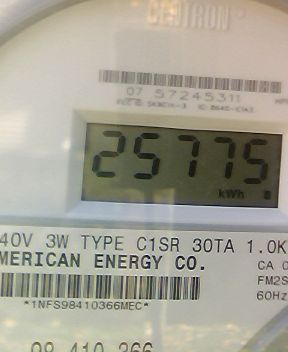 CENTRON®
07 57245311
25775
kWh
40V 3W TYPE C1SR 30TA 1.0K
MERICAN ENERGY CO.
CA 0
FM2S
60Hz
*1NFS98410366MEC*
98 410 366